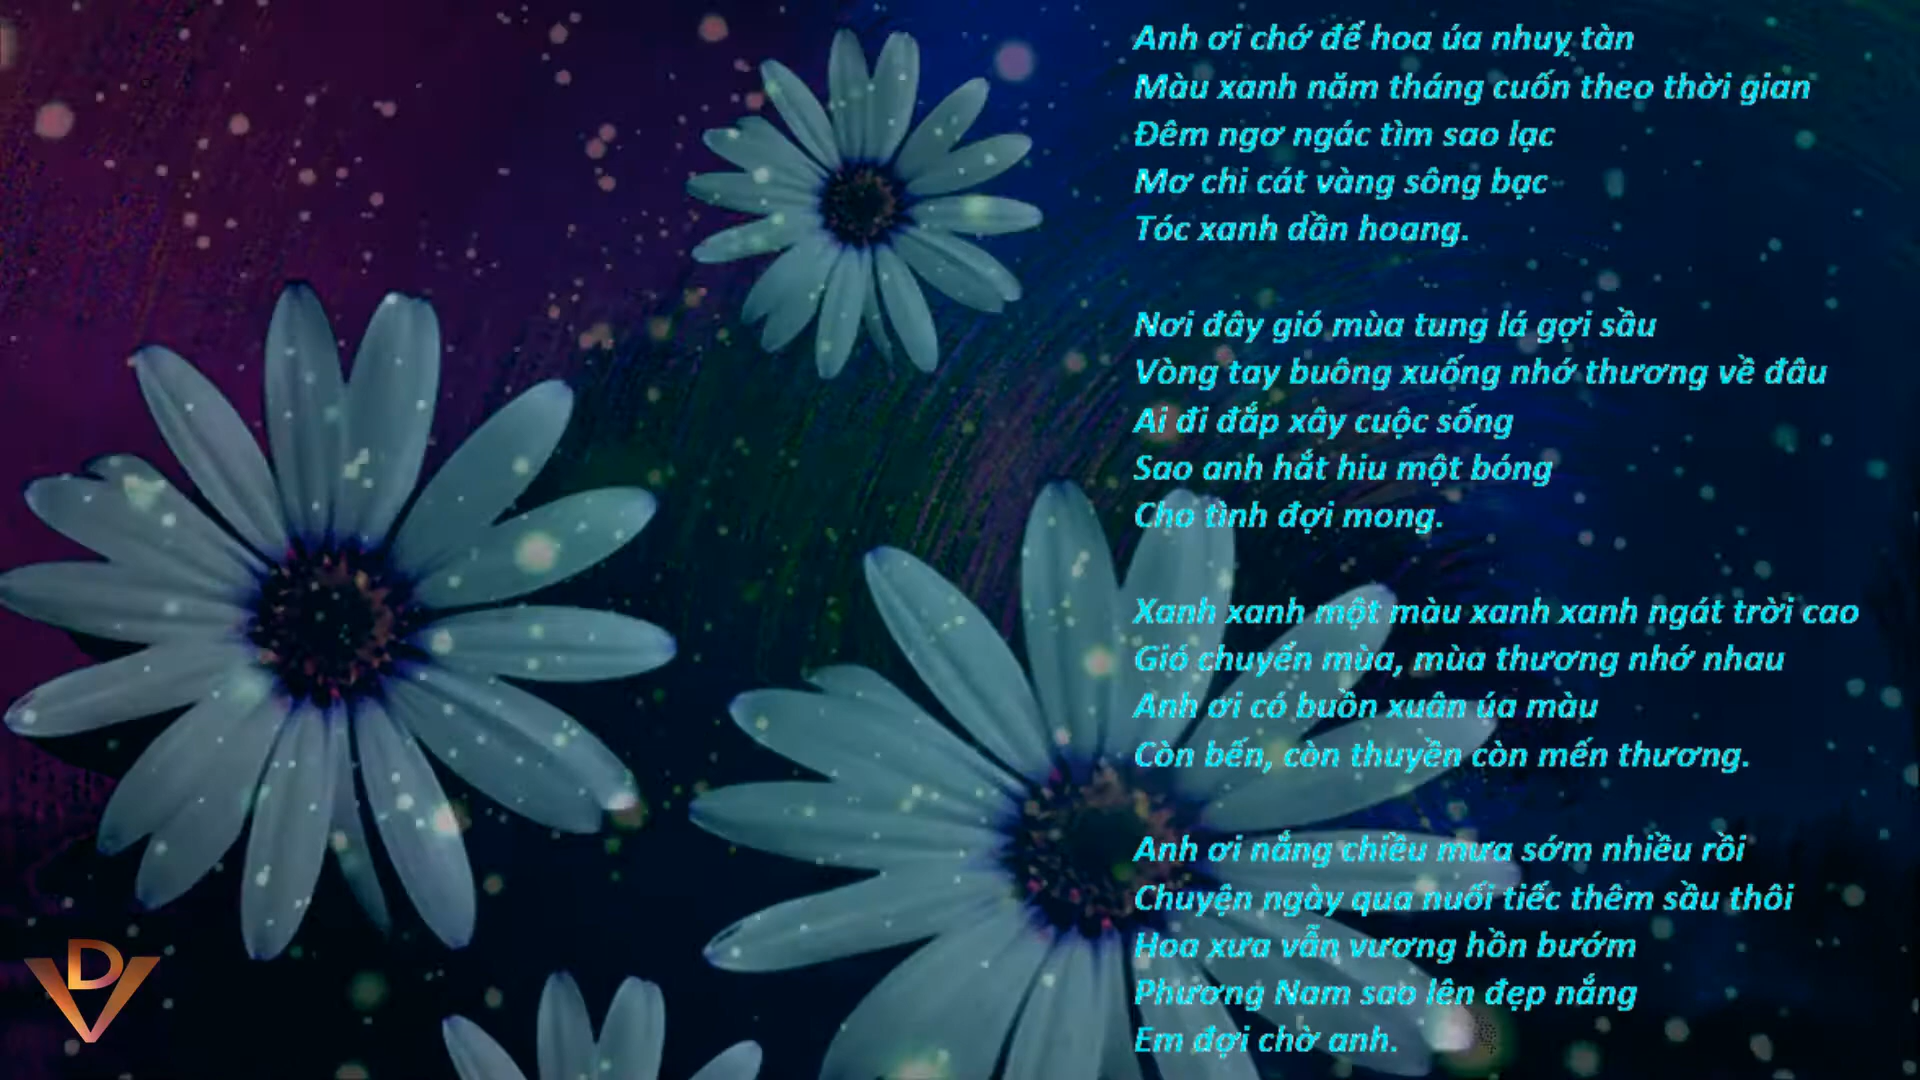 Anh ơi chớ để hoa úa nhuỵ tàn
Màu xanh năm tháng cuốn theo thời gian
Đêm ngơ ngác tìm sao lạc
Mơ chi cát vàng sông bạc
Tóc xanh dần hoang.
Nơi đây gió mùa tung lá gợi sầu
Vòng tay buông xuống nhớ thương về đâu
Ai đi đắp xây cuộc sống
Sao anh hắt hiu một bóng
Cho tình đợi mong.
Xanh xanh một màu xanh xanh ngát trời cao
Gió chuyển mùa, mùa thương nhớ nhau
Anh ơi có buồn xuân úa màu
Còn bến, còn thuyền còn mến thương.
Anh ơi nắng chiều mưa sớm nhiều rồi
Chuyện ngày qua nuối tiếc thêm sầu thôi
Hoa xưa vẫn vương hồn bướm
Phương Nam sao lên đẹp nắng
Em đợi chờ anh.
DV